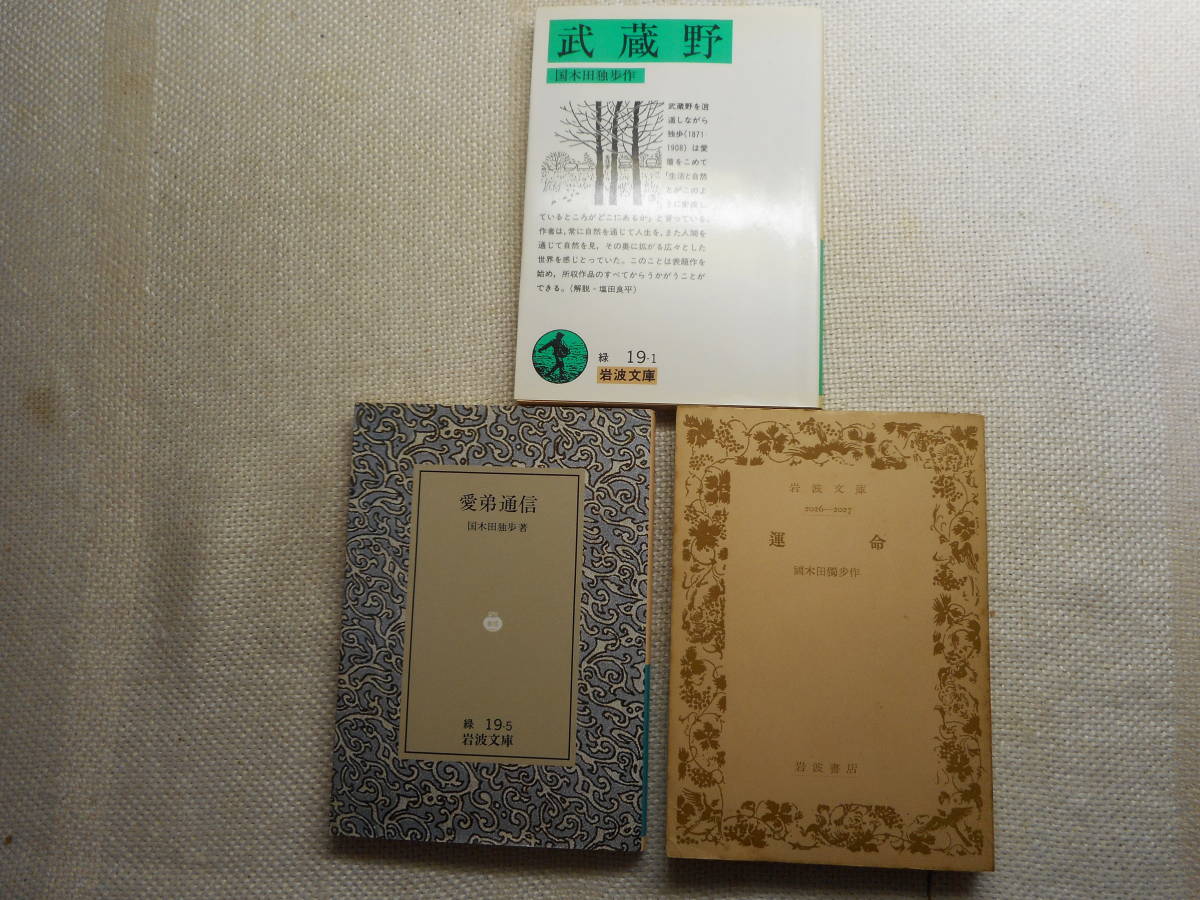 武蔵野
国木田独歩作
武蔵野を逍
遥しながら
独歩(1871-
1908)は愛
情をこめて
「生活と自然
とがこのよ
うに密接し
ているところがどこにあるか」と言っている。
作者は,常に自然を通じて人生を,また人間を
通じて自然を見,その奥に拡がる広々とした
世界を感じとっていた。このことは表題作を
始め,所収作品のすべてからうかがうことが
できる。(解説・塩田良平)
緑 19-1
岩波文庫
愛弟通信
国木田独歩著
緑 19-5
岩波文庫
岩波文庫
2026—2027
運命
國木田獨步作
岩波書店